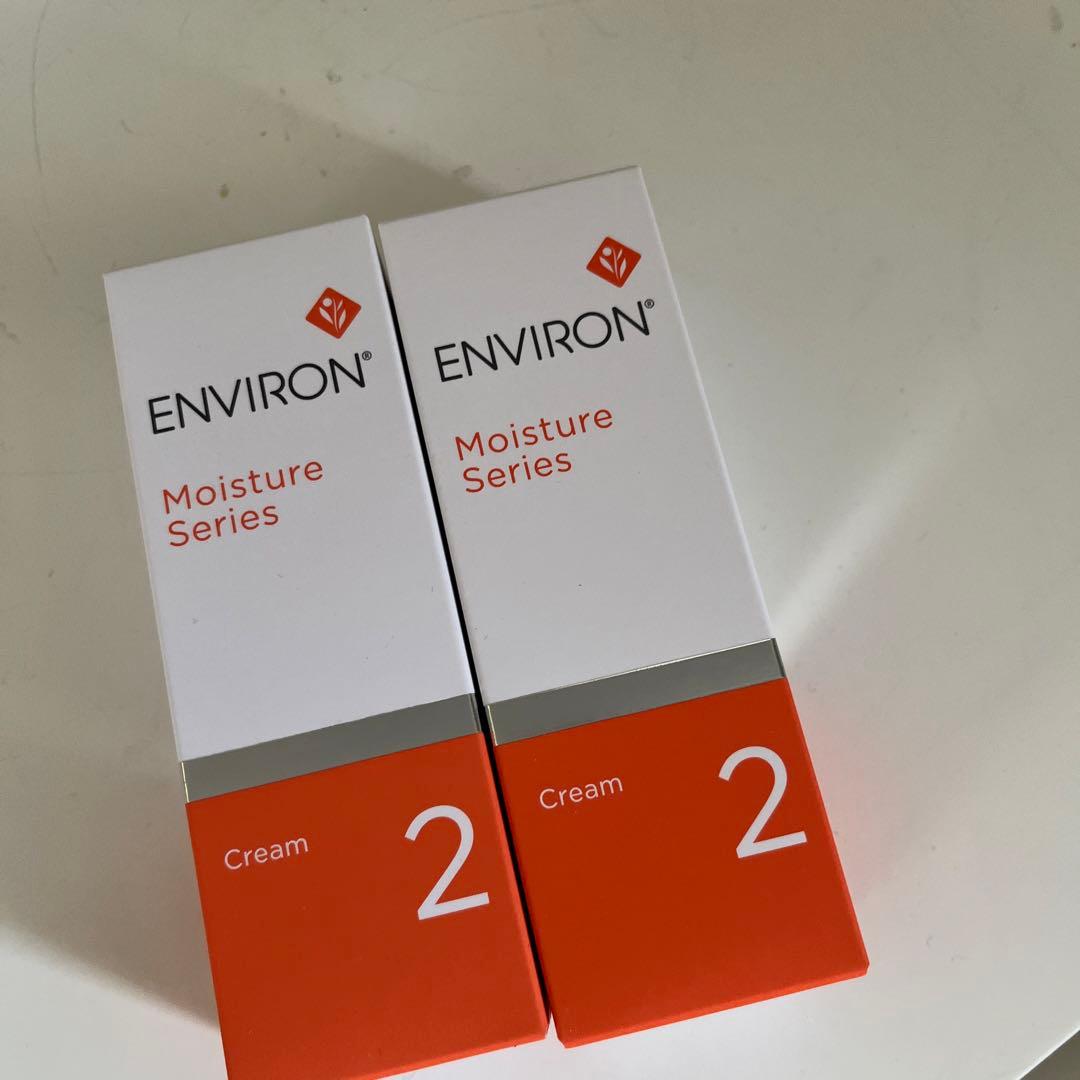 ENVIRON®
Moisture
Series
Cream
2
ENVIRON®
Moisture
Series
Cream
2